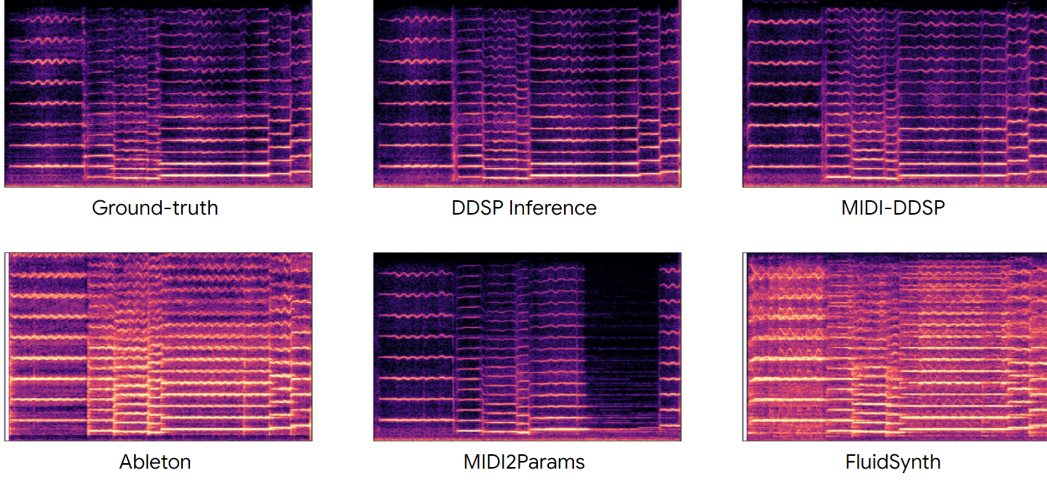 Ground-truth
DDSP Inference
MIDI-DDSP
Ableton
MIDI2Params
FluidSynth